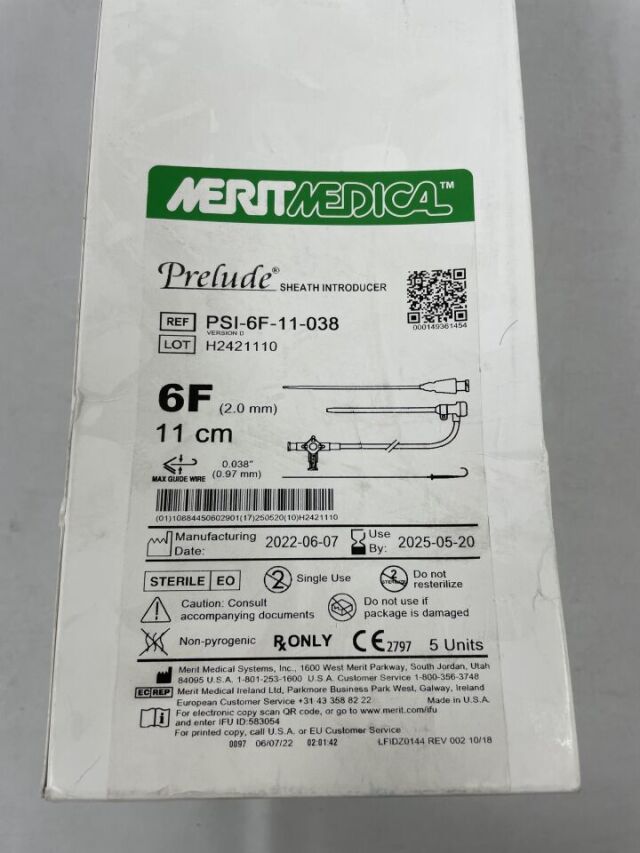 MERITMEDICAL™
Prelude® SHEATH INTRODUCER
000149361454
REF PSI-6F-11-038
VERSION D
LOT H2421110
6F (2.0 mm)
11 cm
MAX GUIDE WIRE 0.038" (0.97 mm)
(01)10884450602901(17)250520(10)H2421110
Manufacturing Date: 2022-06-07 Use By: 2025-05-20
STERILE EO 2 Single Use 2 STERILIZE Do not resterilize
Caution: Consult accompanying documents Do not use if package is damaged
Non-pyrogenic Rx ONLY CE 2797 5 Units
Merit Medical Systems, Inc., 1600 West Merit Parkway, South Jordan, Utah
84095 U.S.A. 1-801-253-1600 U.S.A. Customer Service 1-800-356-3748
EC REP Merit Medical Ireland Ltd, Parkmore Business Park West, Galway, Ireland
European Customer Service +31 43 358 82 22 Made in U.S.A.
i For electronic copy scan QR code, or go to www.merit.com/ifu
and enter IFU ID:583054
For printed copy, call U.S.A. or EU Customer Service
0097 06/07/22 02:01:42 LFIDZ0144 REV 002 10/18